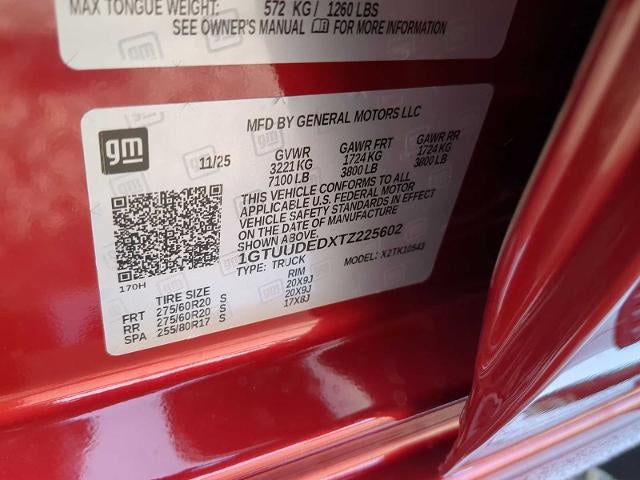 MAX TONGUE WEIGHT: 572 KG / 1260 LBS
SEE OWNER'S MANUAL FOR MORE INFORMATION
MFD BY GENERAL MOTORS LLC
gm
11/25 GVWR GAWR FRT GAWR RR
3221 KG 1724 KG 1724 KG
7100 LB 3800 LB 3800 LB
THIS VEHICLE CONFORMS TO ALL
APPLICABLE U.S. FEDERAL MOTOR
VEHICLE SAFETY STANDARDS IN EFFECT
ON THE DATE OF MANUFACTURE
SHOWN ABOVE.
1GTUUDEDXTZ225602
TYPE: TRUCK MODEL: X2TK10543
170H
TIRE SIZE RIM
FRT 275/60R20 S 20X9J
RR 275/60R20 S 20X9J
SPA 255/80R17 S 17X8J